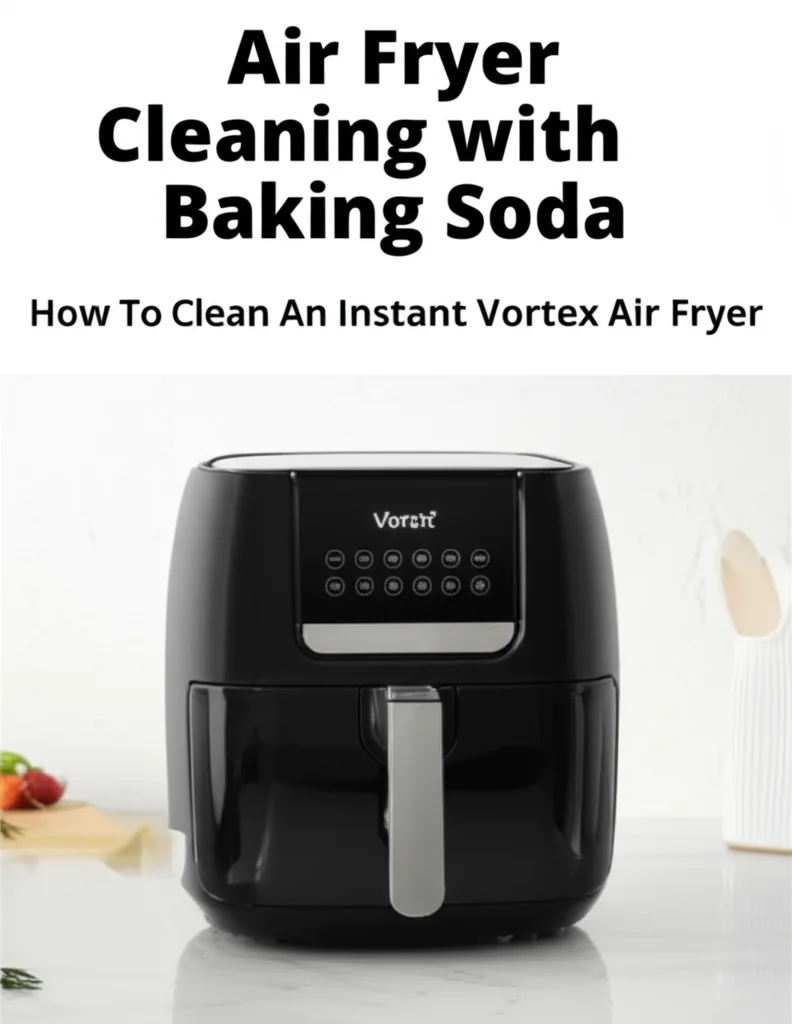 Air Fryer
Cleaning with
Baking Soda
How To Clean An Instant Vortex Air Fryer